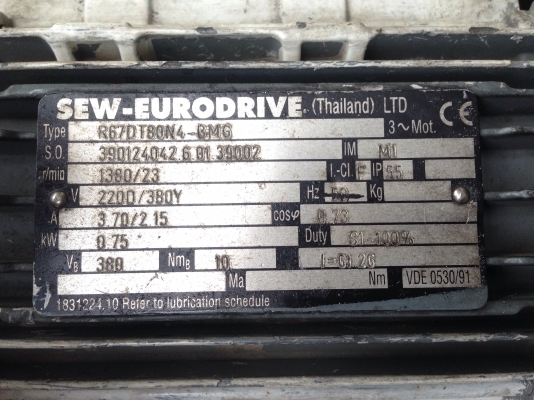 SEW-EURODRIVE (Thailand) LTD CE
Type R67DT80N4-BMG 3~Mot.
S.O. 390124042.6.01.39002 IM M1
r/min 1380/23 I.-Cl. F IP 55
V 220D/380Y Hz 50 Kg
A 3.70/2.15 cosφ 0.73
kW 0.75 Duty S1-100%
VB 380 NmB 10 i=61.26
Ma Nm VDE 0530/91
1831224.10 Refer to lubrication schedule